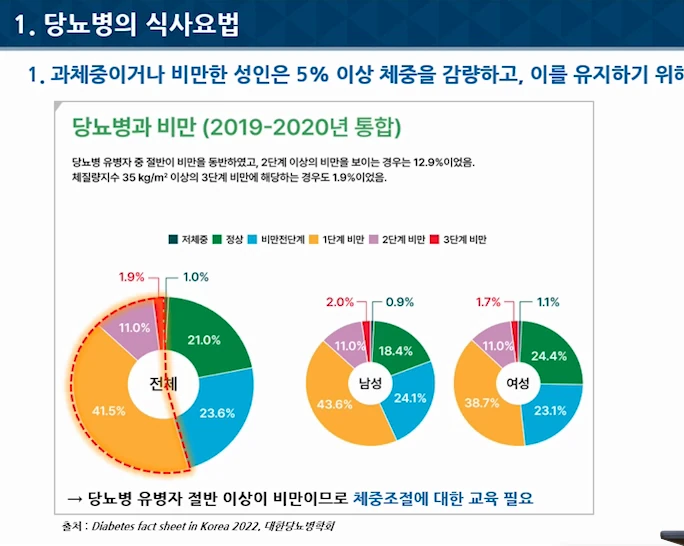 1. 당뇨병의 식사요법
1. 과체중이거나 비만한 성인은 5% 이상 체중을 감량하고, 이를 유지하기 위해
당뇨병과 비만 (2019-2020년 통합)
당뇨병 유병자 중 절반이 비만을 동반하였고, 2단계 이상의 비만을 보이는 경우는 12.9%이었음.
체질량지수 35 kg/m² 이상의 3단계 비만에 해당하는 경우도 1.9%이었음.
저체중 정상 비만전단계 1단계 비만 2단계 비만 3단계 비만
1.9% 1.0%
11.0% 21.0%
전체
41.5% 23.6%
2.0% 0.9%
11.0% 18.4%
남성
43.6% 24.1%
1.7% 1.1%
11.0% 24.4%
여성
38.7% 23.1%
→ 당뇨병 유병자 절반 이상이 비만이므로 체중조절에 대한 교육 필요
출처 : Diabetes fact sheet in Korea 2022, 대한당뇨병학회